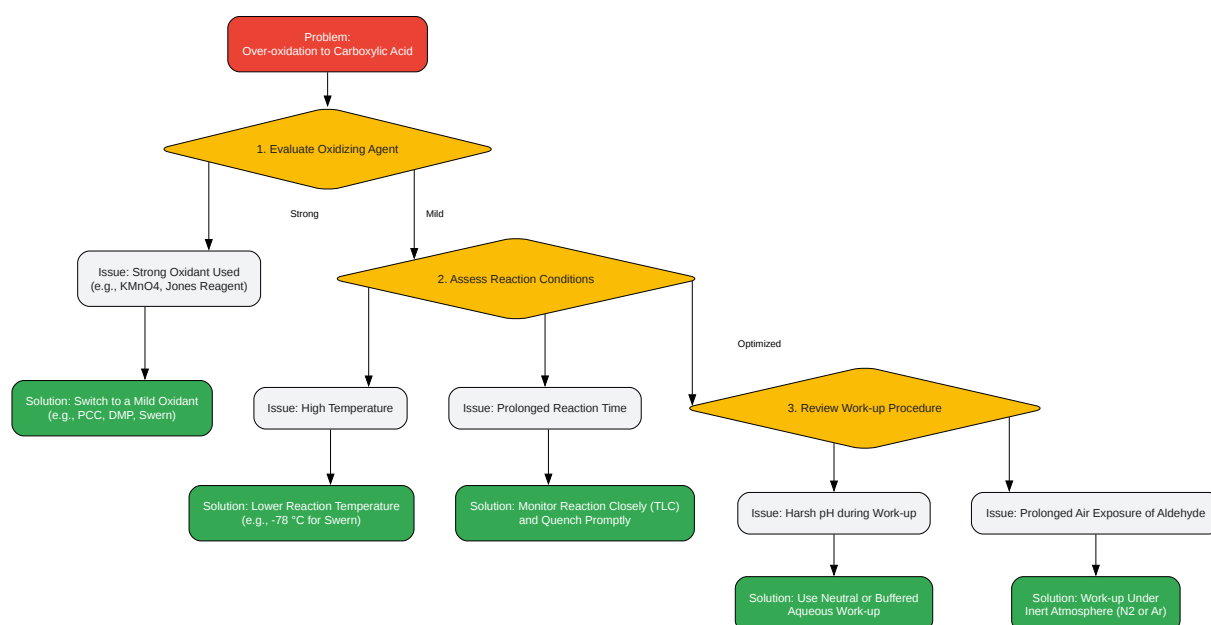 Problem:
Over-oxidation to Carboxylic Acid
1. Evaluate Oxidizing Agent
Strong
Mild
Issue: Strong Oxidant Used
(e.g., KMnO4, Jones Reagent)
2. Assess Reaction Conditions
Optimized
Solution: Switch to a Mild Oxidant
(e.g., PCC, DMP, Swern)
Issue: High Temperature
Issue: Prolonged Reaction Time
3. Review Work-up Procedure
Solution: Lower Reaction Temperature
(e.g., -78 °C for Swern)
Solution: Monitor Reaction Closely (TLC)
and Quench Promptly
Issue: Harsh pH during Work-up
Issue: Prolonged Air Exposure of Aldehyde
Solution: Use Neutral or Buffered
Aqueous Work-up
Solution: Work-up Under
Inert Atmosphere (N2 or Ar)